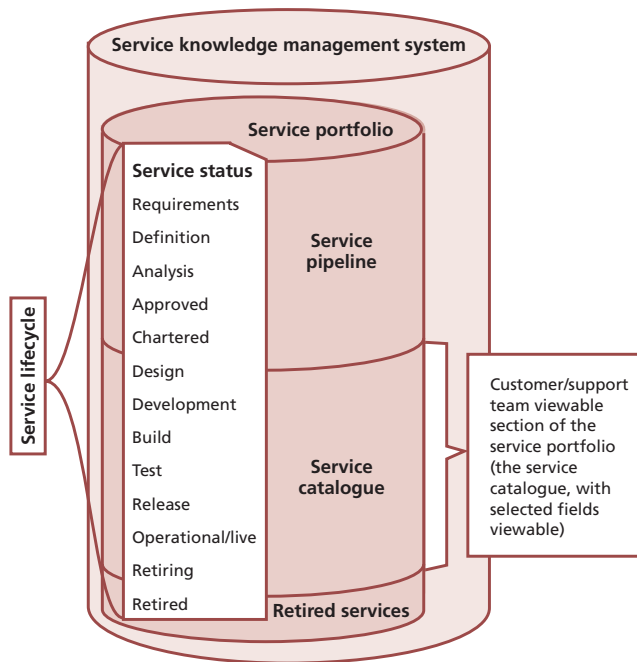 Service knowledge management system
Service portfolio
Service status
Requirements
Definition
Analysis
Approved
Chartered
Design
Development
Build
Test
Release
Operational/live
Retiring
Retired
Service
pipeline
Service
catalogue
Retired services
Service lifecycle
Customer/support
team viewable
section of the
service portfolio
(the service
catalogue, with
selected fields
viewable)